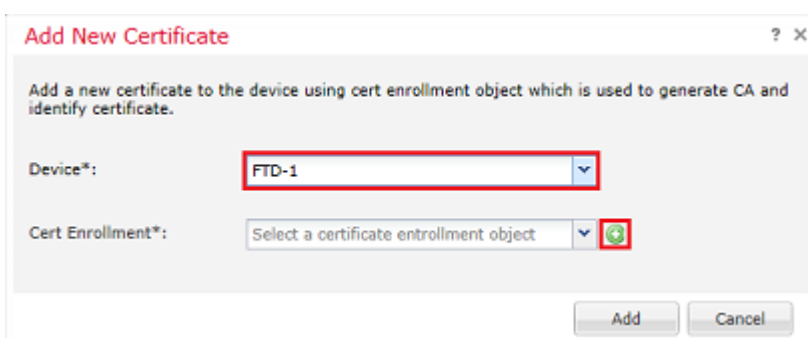 Add New Certificate ? ×
Add a new certificate to the device using cert enrollment object which is used to generate CA and
identify certificate.
Device*: FTD-1
Cert Enrollment*: Select a certificate entrollment object
Add Cancel